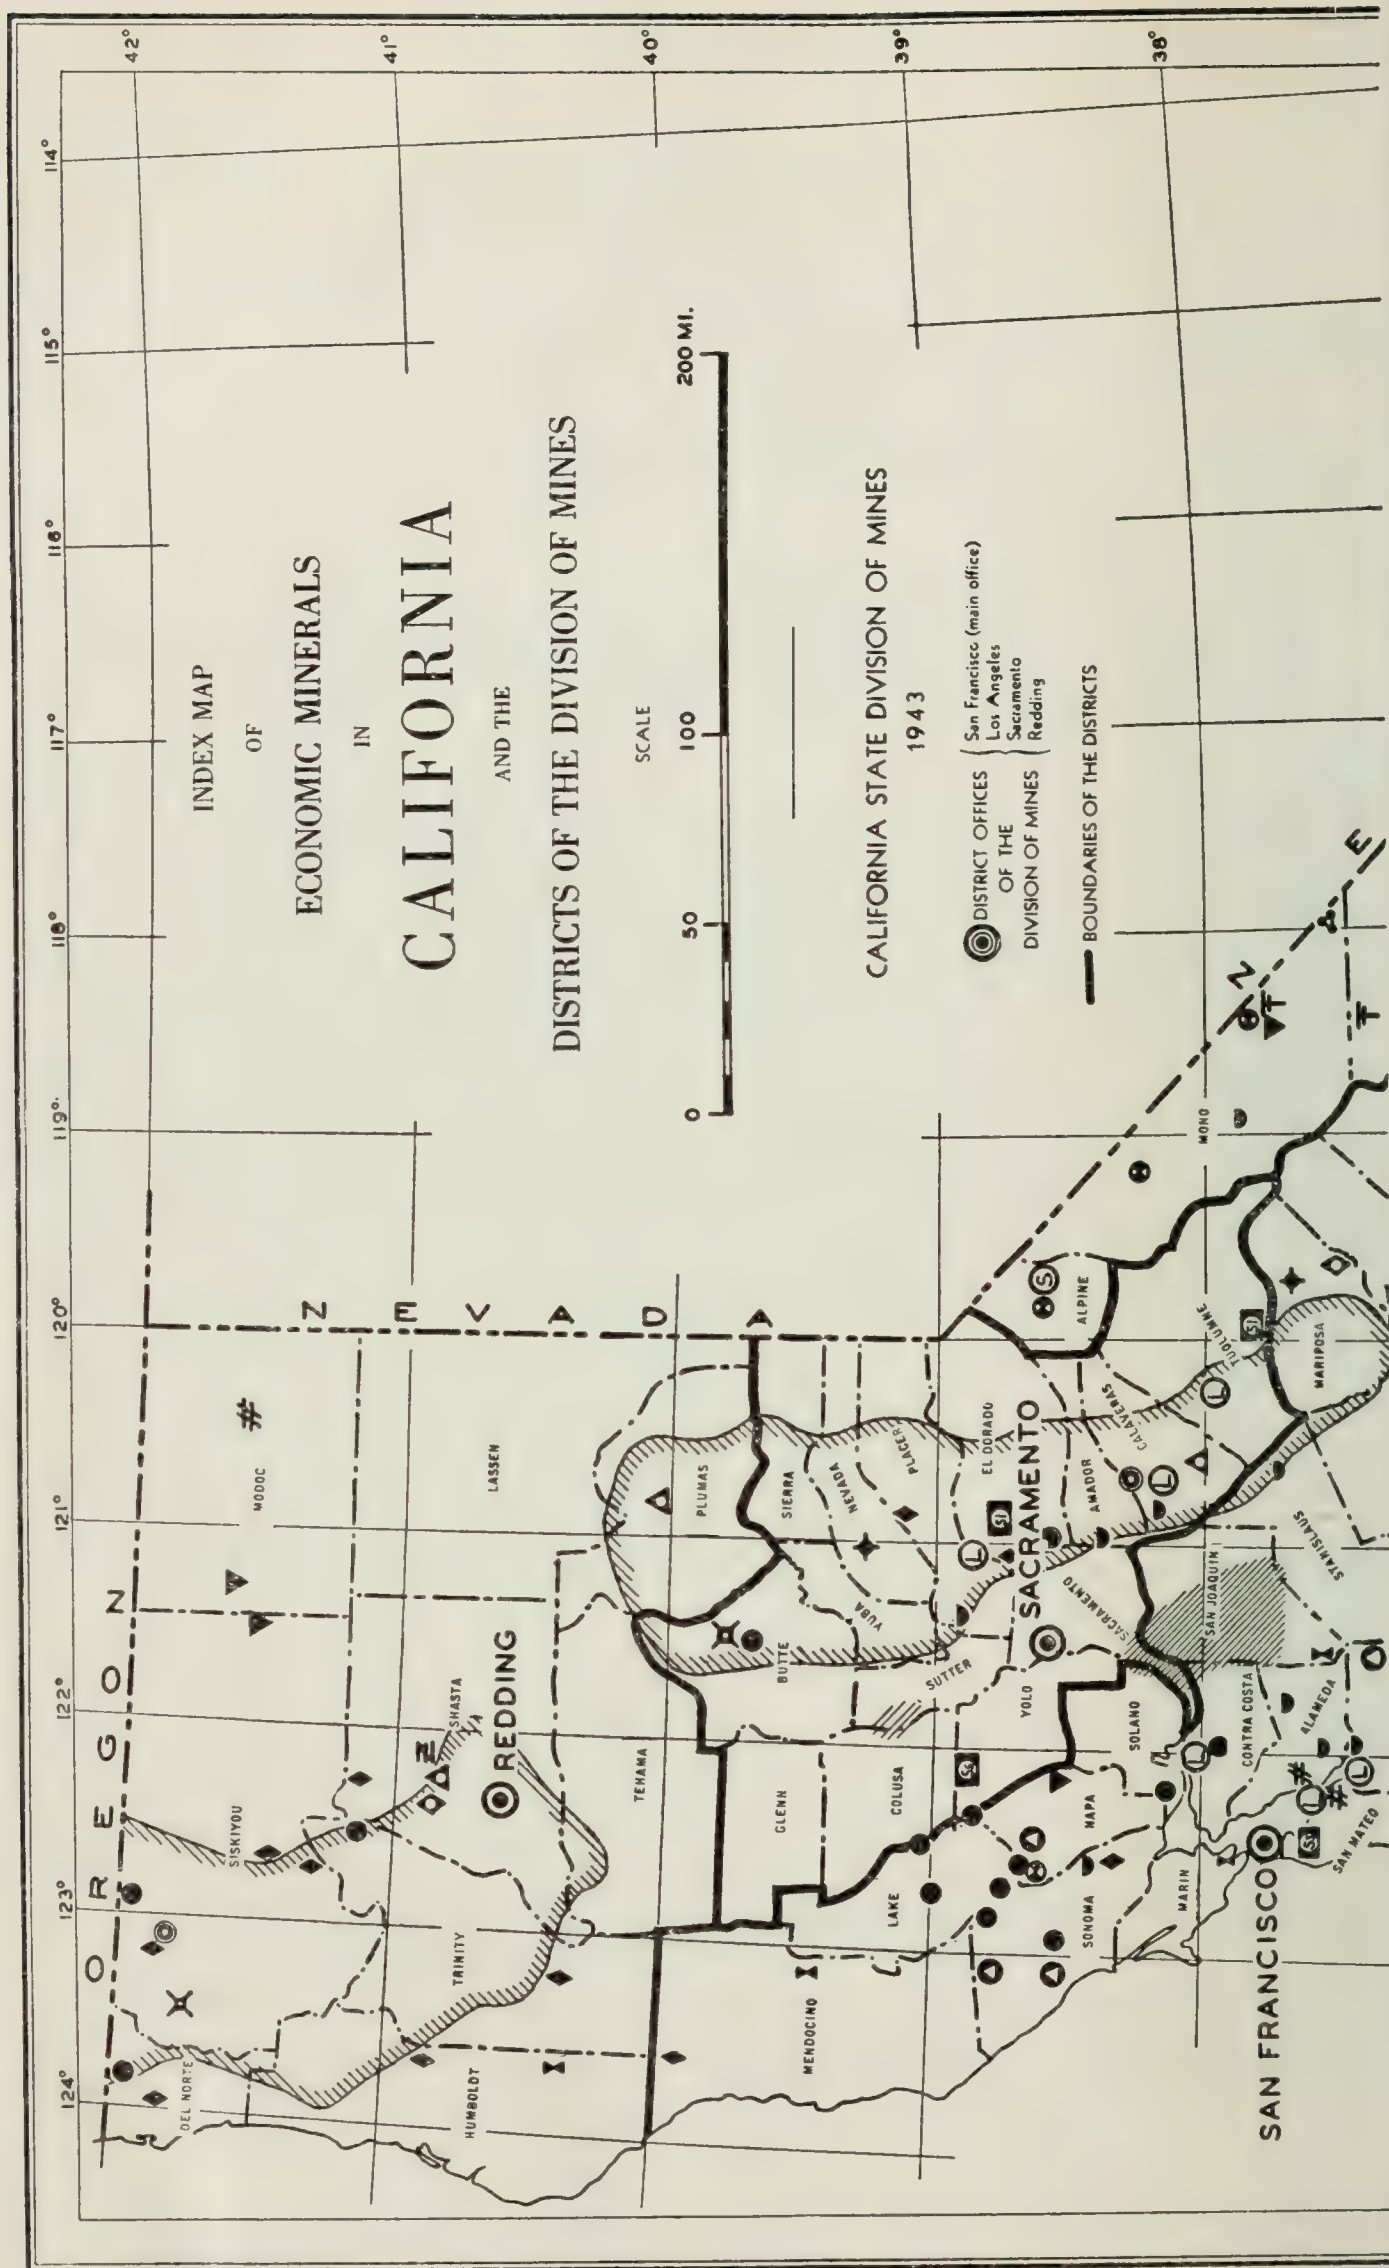 INDEX MAP
OF
ECONOMIC MINERALS
IN
CALIFORNIA
AND THE
DISTRICTS OF THE DIVISION OF MINES
SCALE
0 50 100 200 MI.
CALIFORNIA STATE DIVISION OF MINES
1943
DISTRICT OFFICES
OF THE
DIVISION OF MINES
San Francisco (main office)
Los Angeles
Sacramento
Redding
BOUNDARIES OF THE DISTRICTS
124° 123° 122° 121° 120° 119° 118° 117° 116° 115° 114°
42°
41°
40°
39°
38°
OREGON
NEVADA
N E
DEL NORTE
SISKIYOU
MODOC
HUMBOLDT
TRINITY
SHASTA
LASSEN
REDDING
TEHAMA
PLUMAS
BUTTE
SIERRA
GLENN
MENDOCINO
NEVADA
YUBA
PLACER
COLUSA
SUTTER
LAKE
EL DORADO
SACRAMENTO
YOLO
AMADOR
ALPINE
NAPA
SONOMA
SACRAMENTO
SOLANO
CALAVERAS
MARIN
MONO
TUOLUMNE
SAN JOAQUIN
CONTRA COSTA
SAN FRANCISCO
STANISLAUS
MARIPOSA
ALAMEDA
SAN MATEO
S
L
L
L
L
L
L
Si
Si